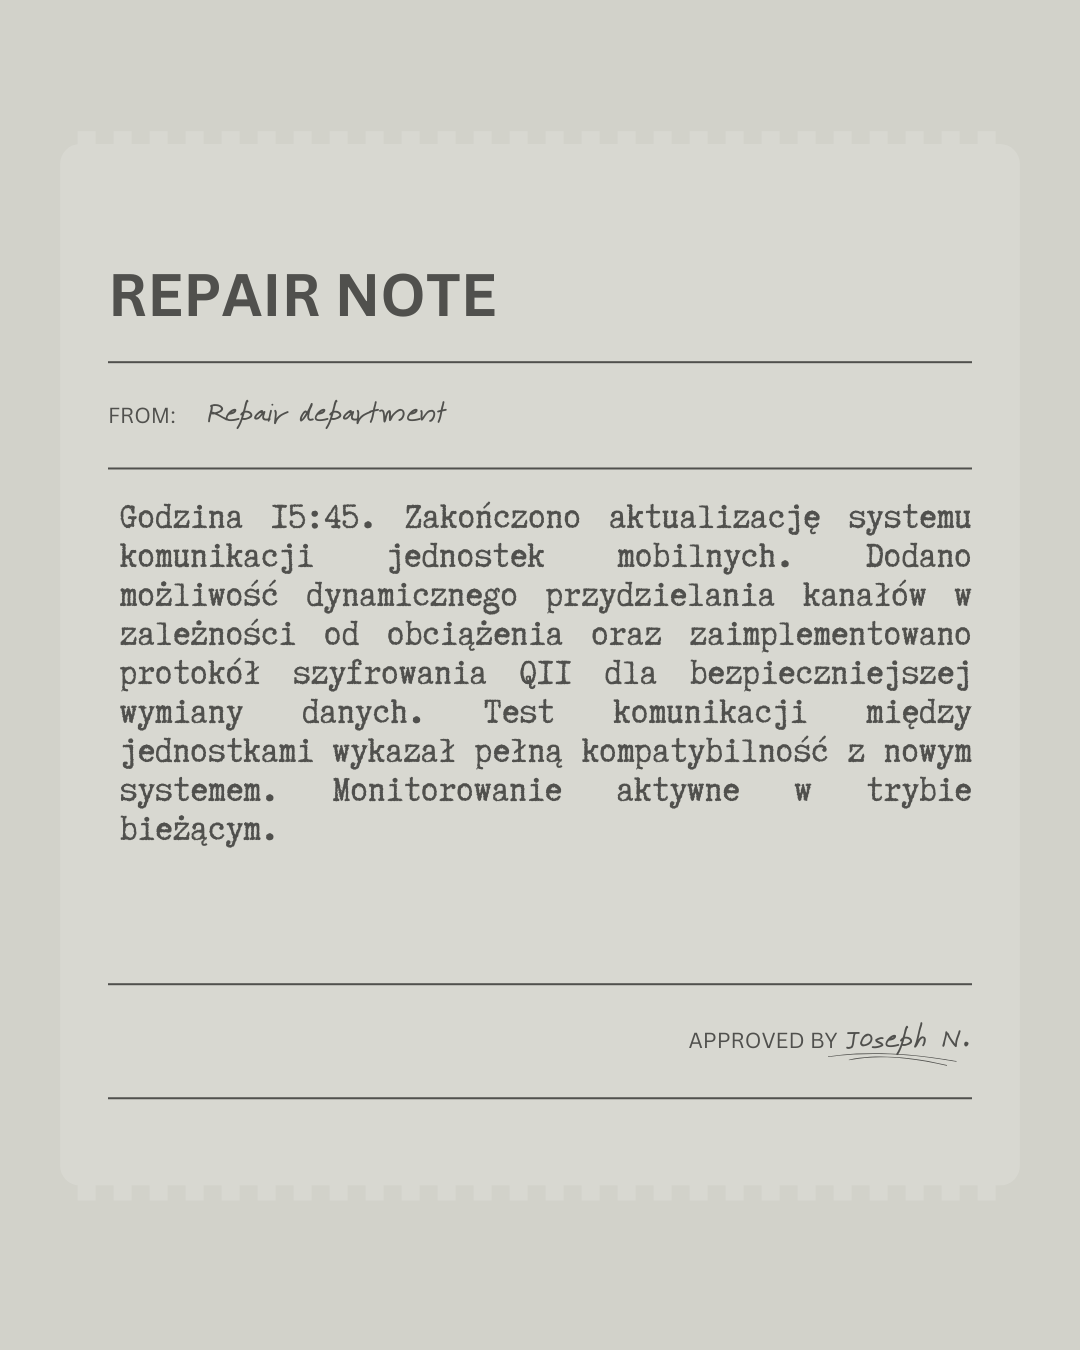 REPAIR NOTE
FROM: Repair department
Godzina 15:45. Zakończono aktualizację systemu
komunikacji jednostek mobilnych. Dodano
możliwość dynamicznego przydzielania kanałów w
zależności od obciążenia oraz zaimplementowano
protokół szyfrowania Q11 dla bezpieczniejszej
wymiany danych. Test komunikacji między
jednostkami wykazał pełną kompatybilność z nowym
systemem. Monitorowanie aktywne w trybie
bieżącym.
APPROVED BY Joseph N.